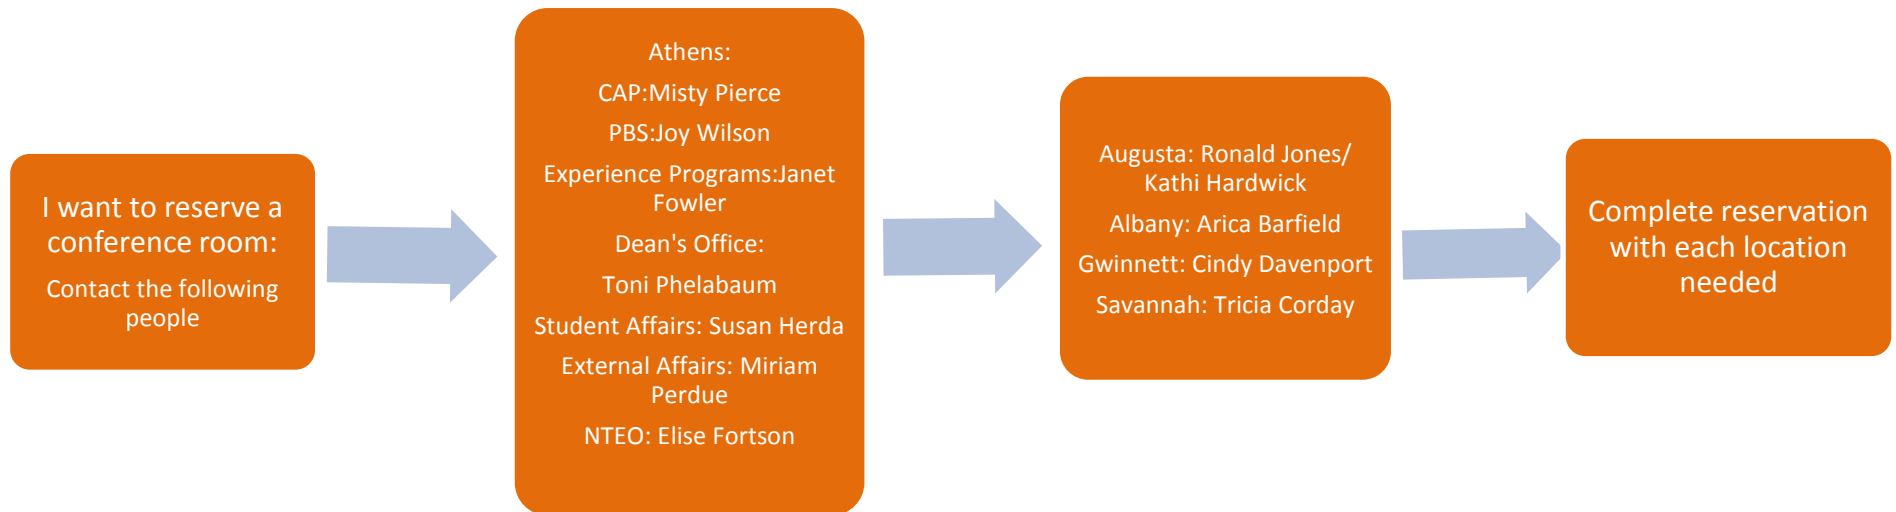 I want to reserve a
conference room:
Contact the following
people
Athens:
CAP:Misty Pierce
PBS:Joy Wilson
Experience Programs:Janet
Fowler
Dean's Office:
Toni Phelabaum
Student Affairs: Susan Herda
External Affairs: Miriam
Perdue
NTEO: Elise Fortson
Augusta: Ronald Jones/
Kathi Hardwick
Albany: Arica Barfield
Gwinnett: Cindy Davenport
Savannah: Tricia Corday
Complete reservation
with each location
needed